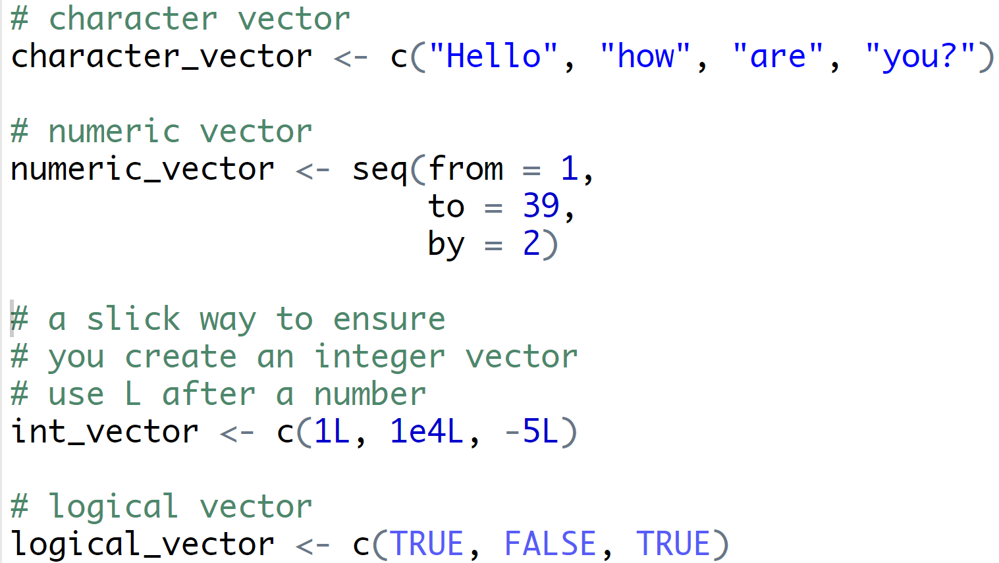 # character vector
character_vector <- c("Hello", "how", "are", "you?")
# numeric vector
numeric_vector <- seq(from = 1,
to = 39,
by = 2)
# a slick way to ensure
# you create an integer vector
# use L after a number
int_vector <- c(1L, 1e4L, -5L)
# logical vector
logical_vector <- c(TRUE, FALSE, TRUE)